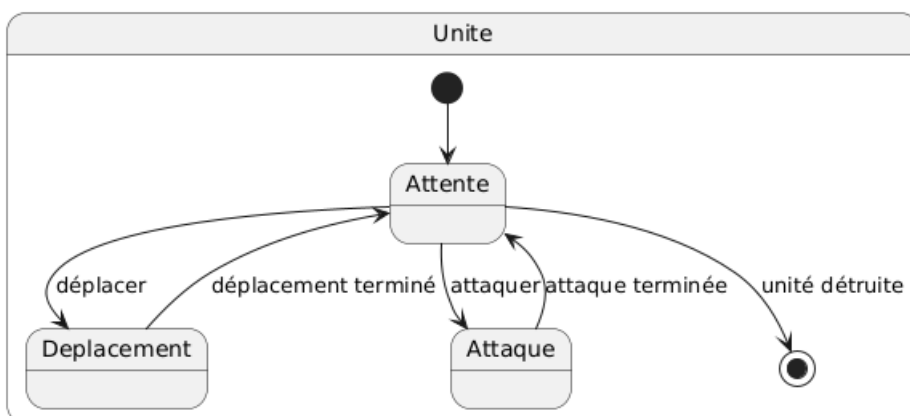 Unite
Attente
déplacer
déplacement terminé
attaquer
attaque terminée
unité détruite
Deplacement
Attaque